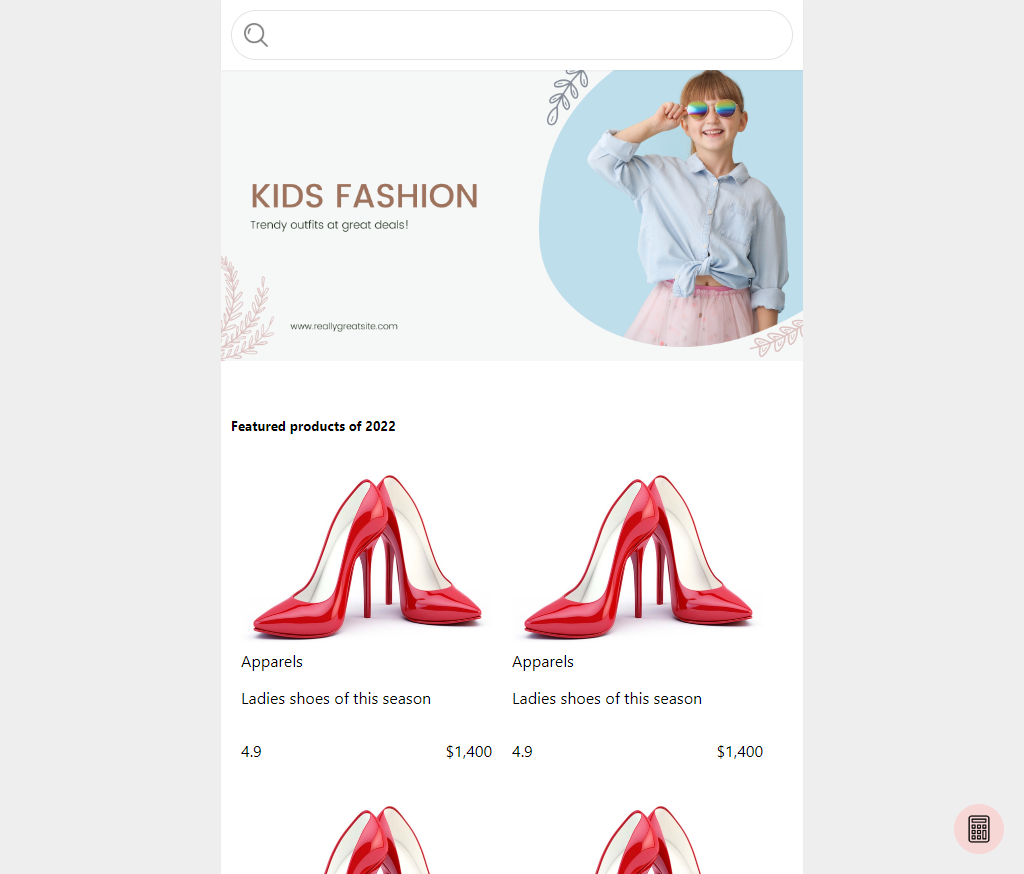 KIDS FASHION
Trendy outfits at great deals!
www.reallygreatsite.com
Featured products of 2022
Apparels
Ladies shoes of this season
4.9 $1,400
Apparels
Ladies shoes of this season
4.9 $1,400